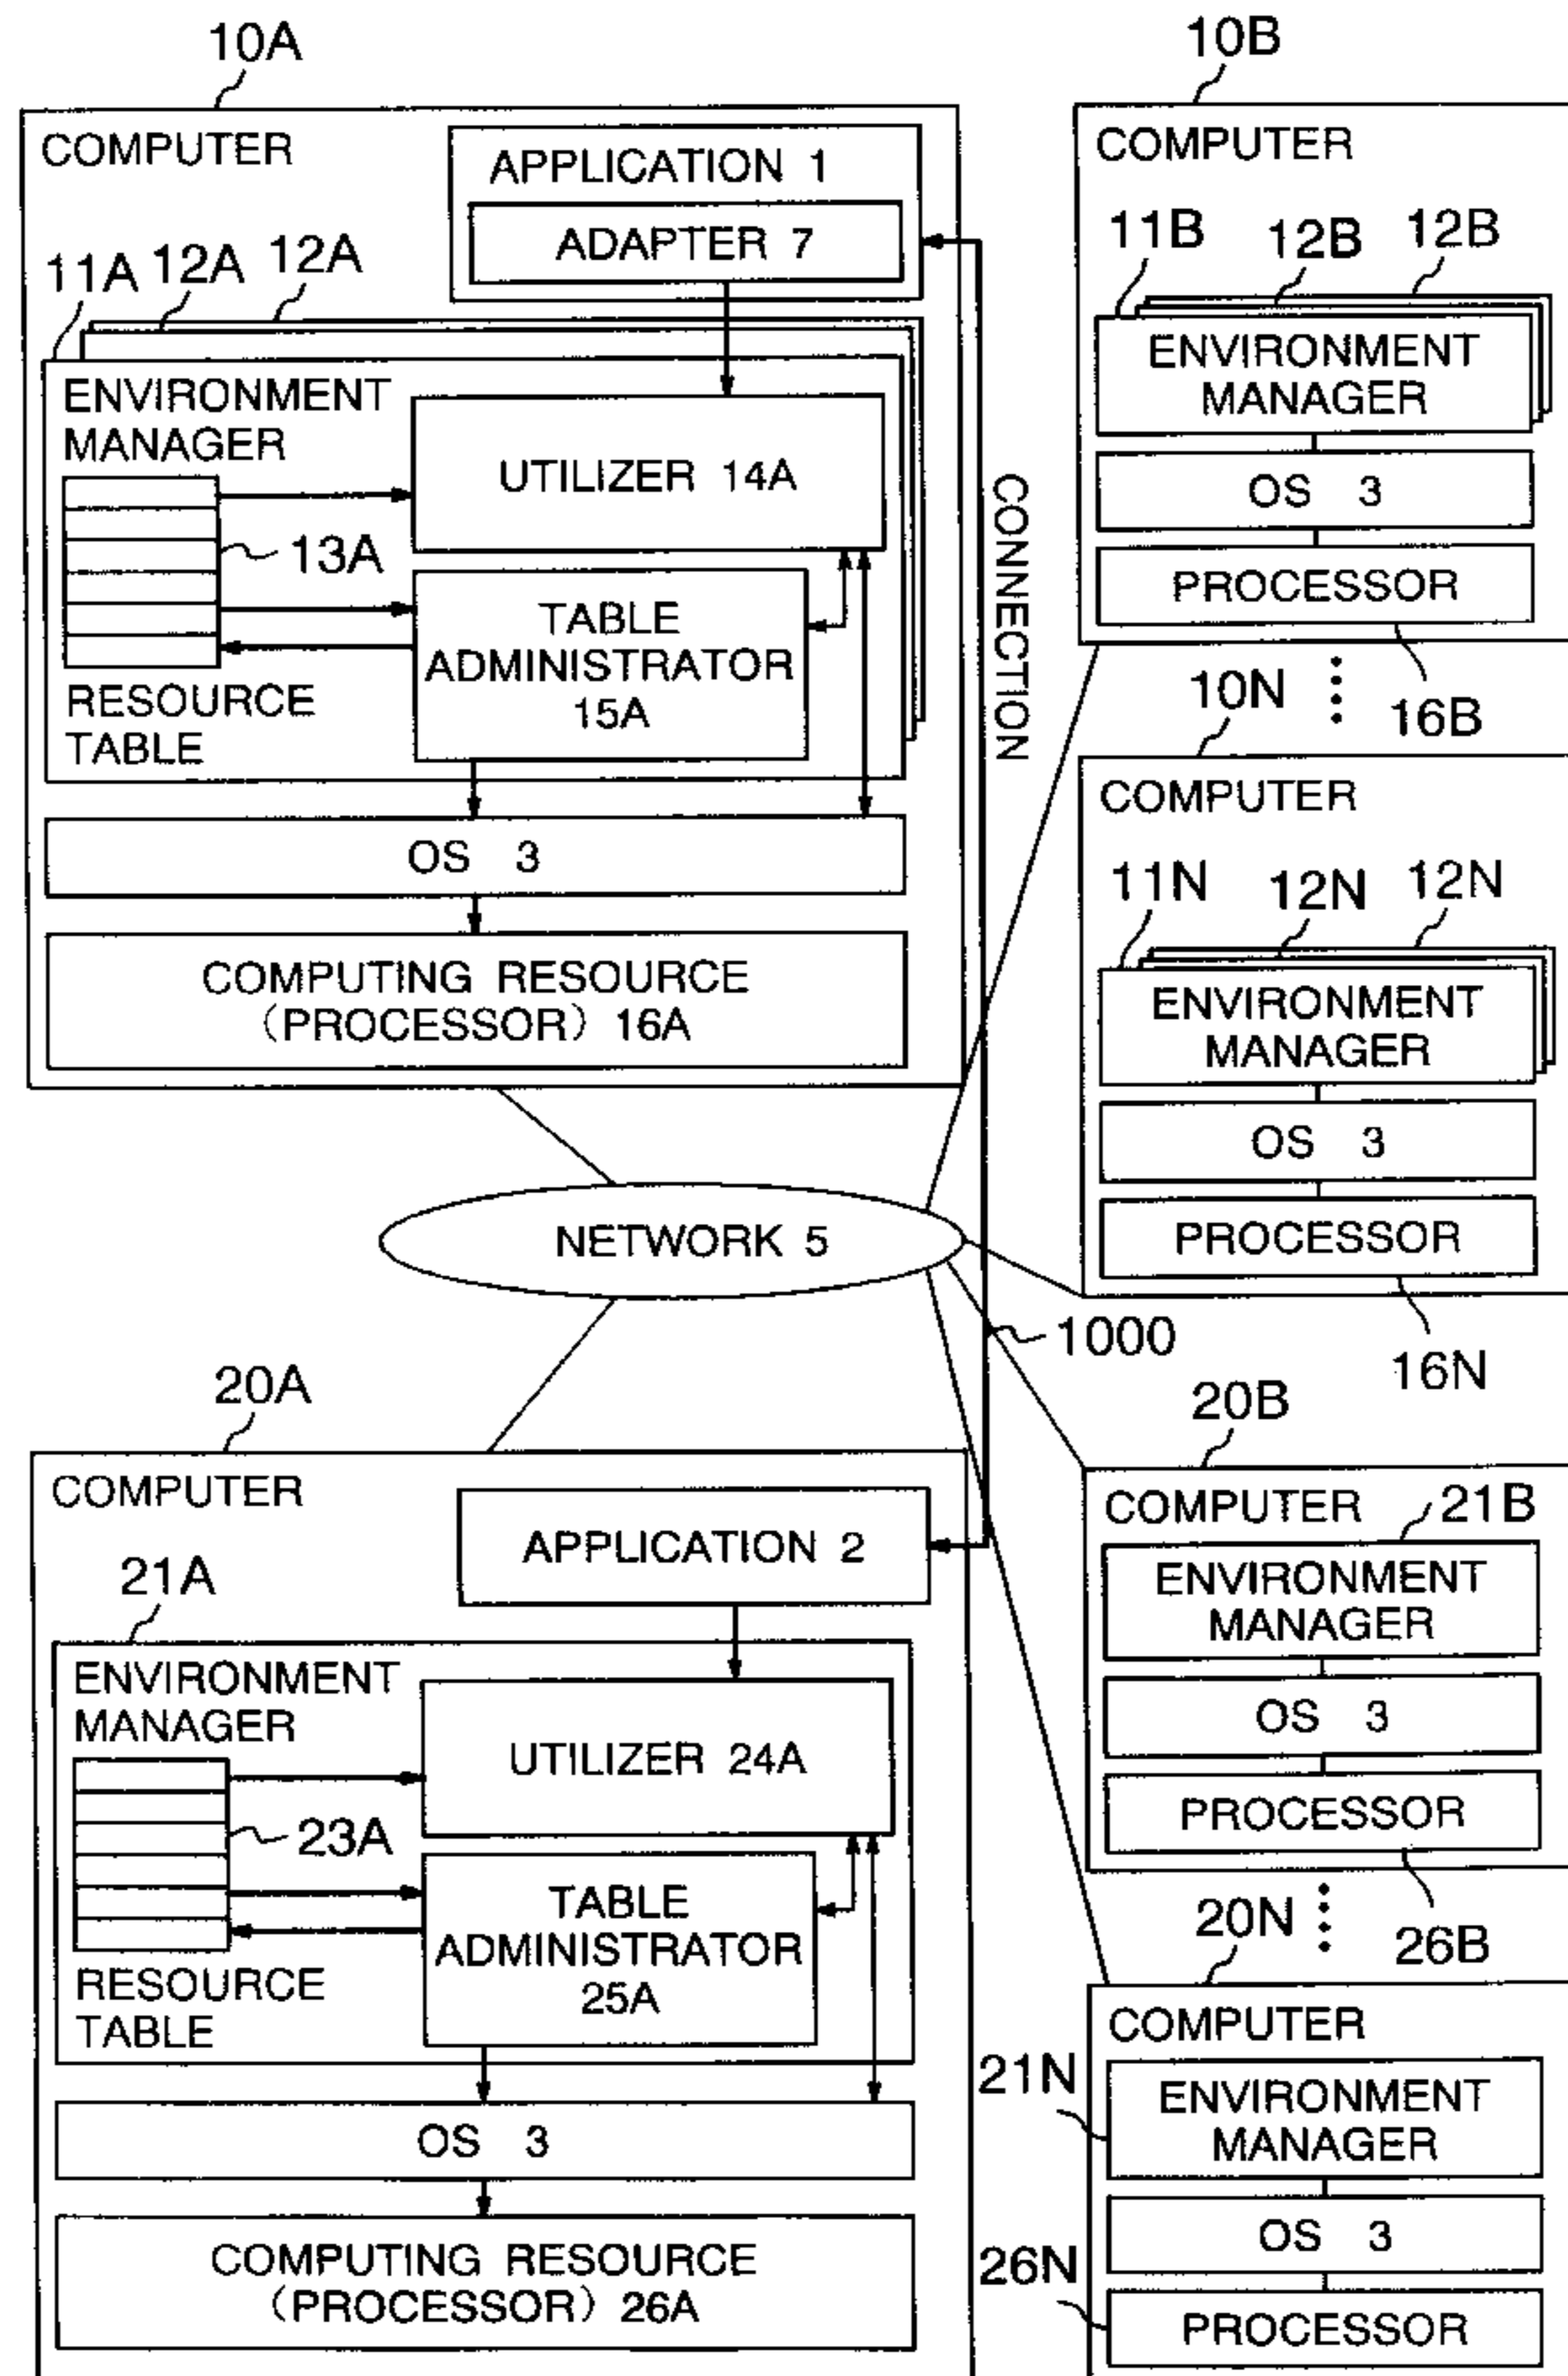 10A
COMPUTER
APPLICATION 1
ADAPTER 7
11A
12A
12A
ENVIRONMENT
MANAGER
UTILIZER 14A
13A
TABLE
ADMINISTRATOR
15A
RESOURCE
TABLE
OS 3
COMPUTING RESOURCE
(PROCESSOR) 16A
CONNECTION
10B
COMPUTER
11B
12B
12B
ENVIRONMENT
MANAGER
OS 3
PROCESSOR
16B
10N
COMPUTER
11N
12N
12N
ENVIRONMENT
MANAGER
OS 3
PROCESSOR
16N
NETWORK 5
1000
20A
COMPUTER
APPLICATION 2
21A
ENVIRONMENT
MANAGER
UTILIZER 24A
23A
TABLE
ADMINISTRATOR
25A
RESOURCE
TABLE
OS 3
COMPUTING RESOURCE
(PROCESSOR) 26A
20B
COMPUTER
21B
ENVIRONMENT
MANAGER
OS 3
PROCESSOR
26B
20N
COMPUTER
21N
ENVIRONMENT
MANAGER
OS 3
26N
PROCESSOR